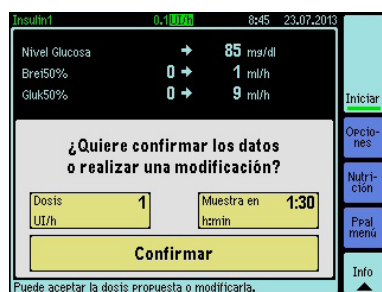 Insulin1 0.1 UI/h 8:45 23.07.2013
Nivel Glucosa → 85 mg/dl
Brei50% 0 → 1 ml/h
Gluk50% 0 → 9 ml/h
Iniciar
¿Quiere confirmar los datos
o realizar una modificación?
Opcio-
nes
Nutri-
ción
Dosis 1
UI/h
Muestra en 1:30
h:min
Ppal
menú
Confirmar
Info
Puede aceptar la dosis propuesta o modificarla.